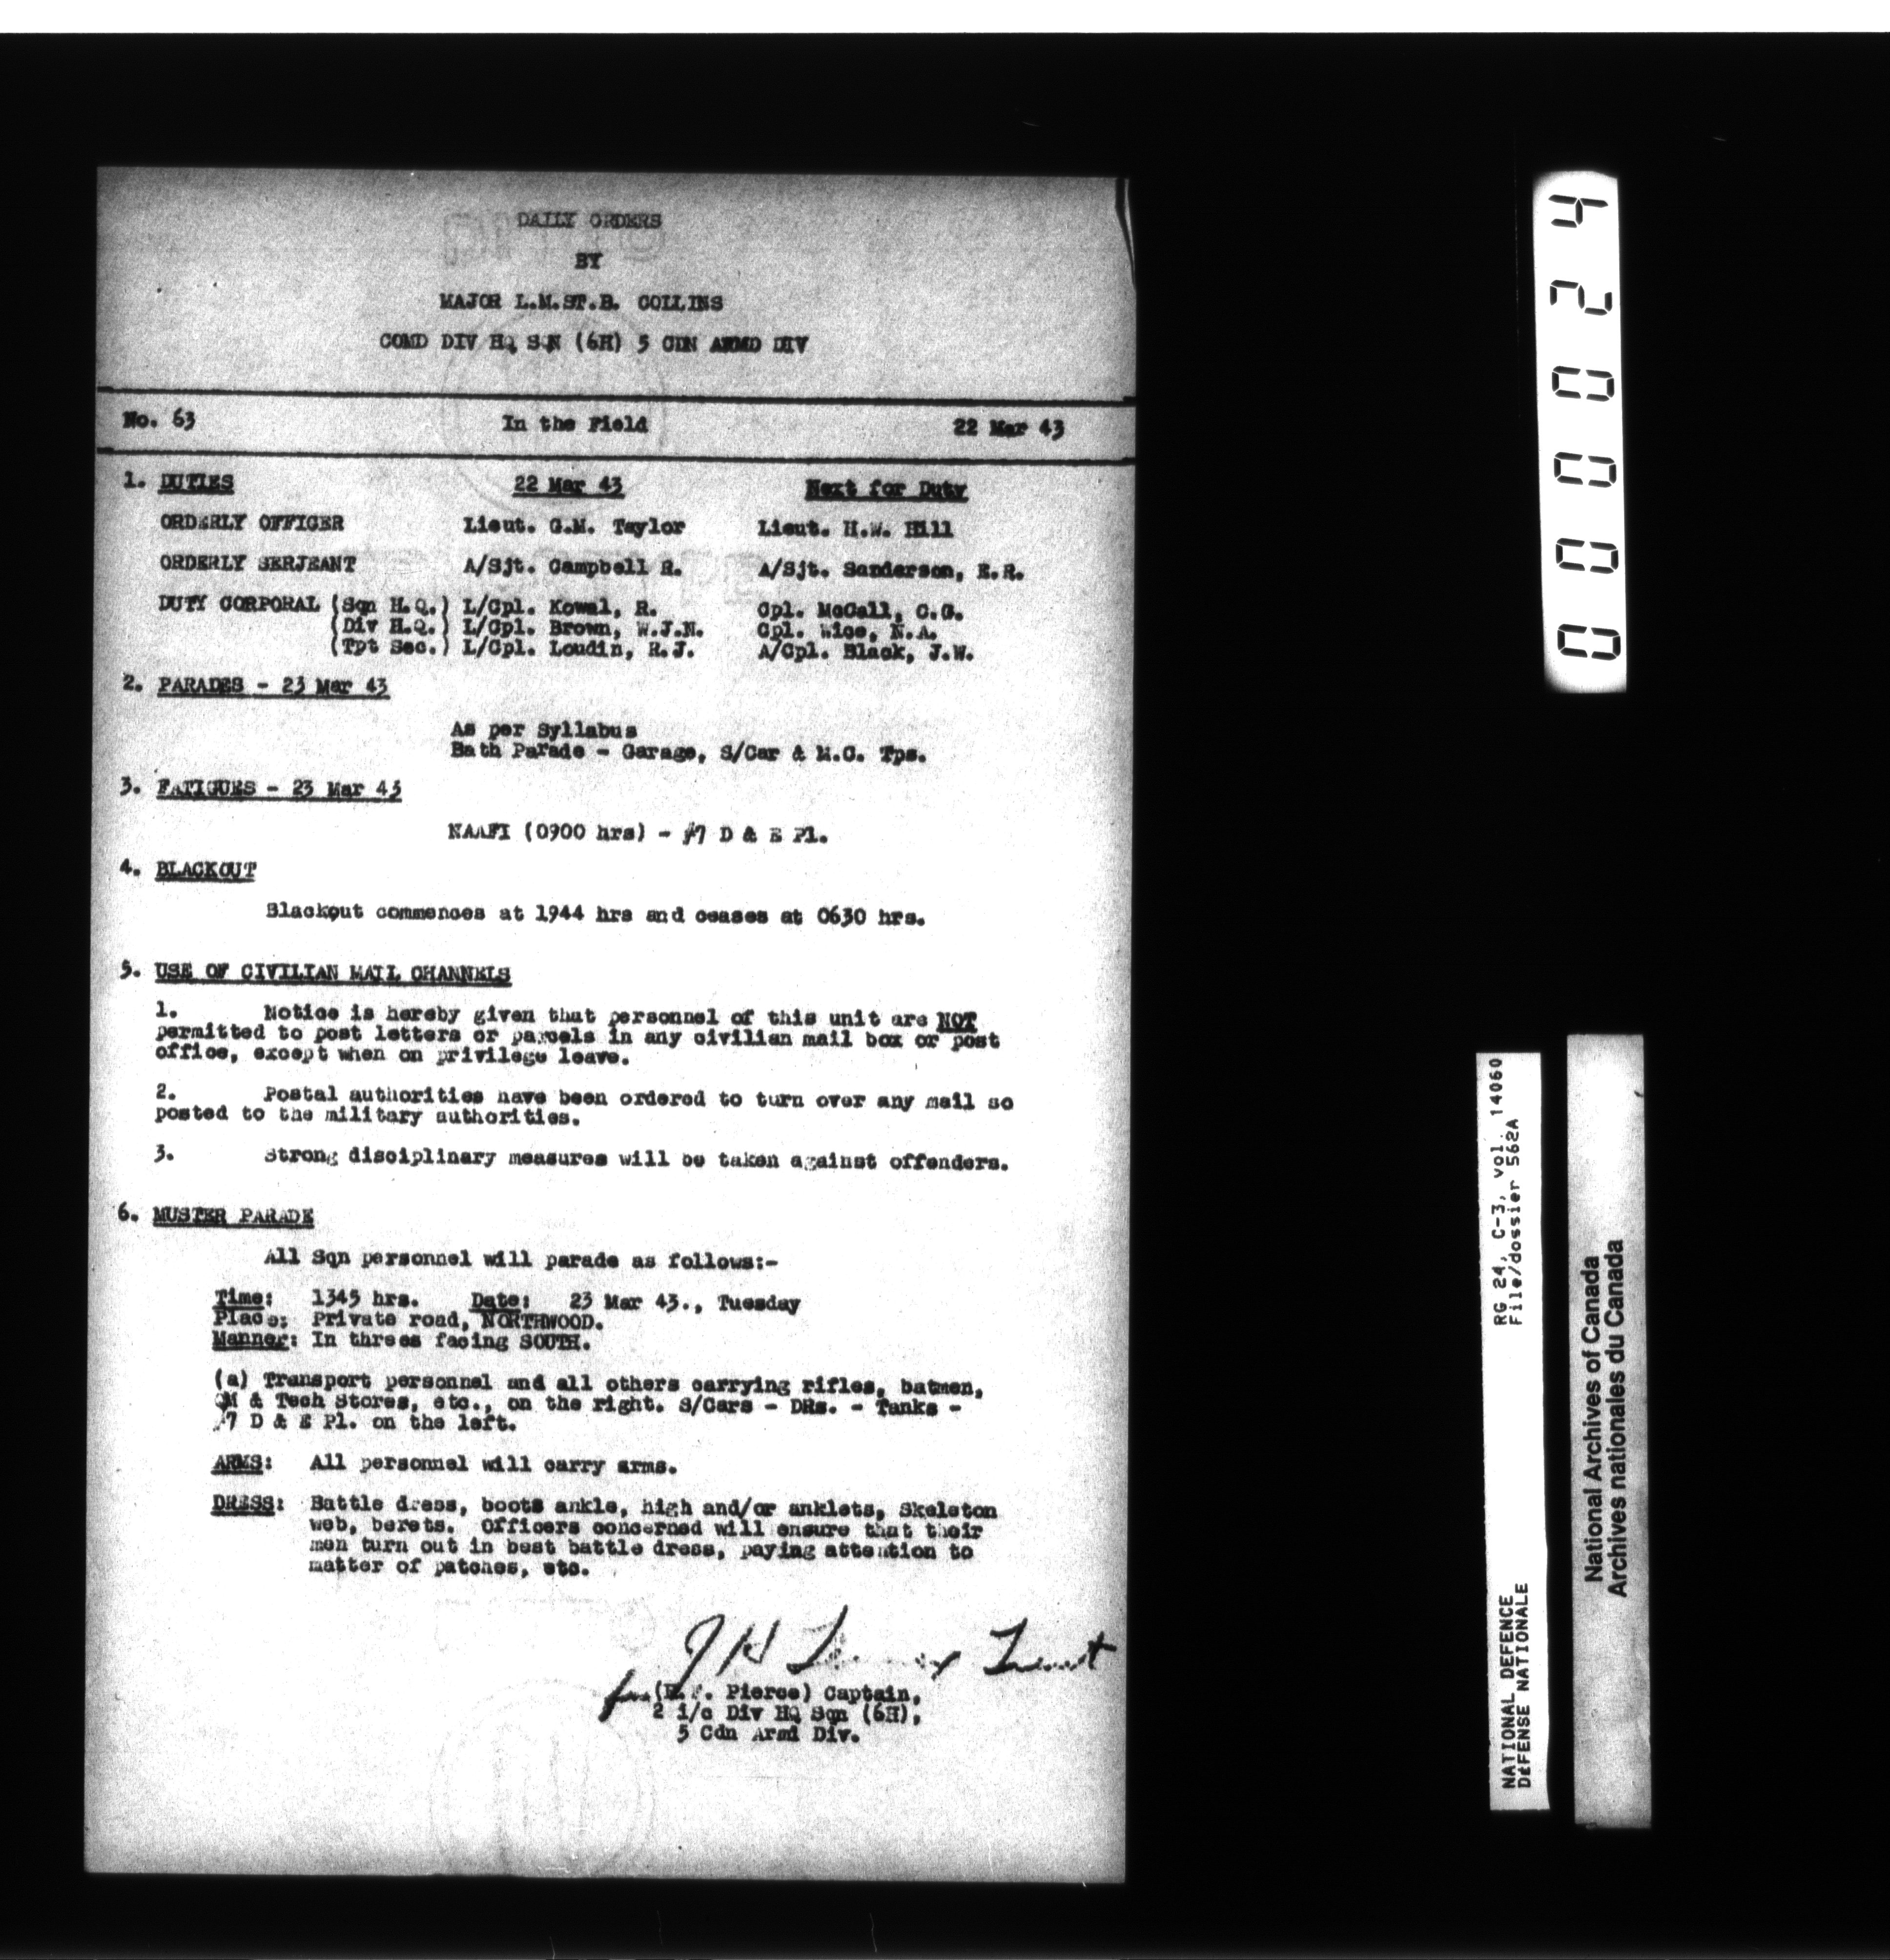 DAILY ORDERS
BY
MAJOR L.M.ST.B. COLLINS
COMD DIV HQ SQN (6H) 5 CDN ARMD DIV
No. 63 In the Field 22 Mar 43
1. DUTIES 22 Mar 43 Next for Duty
ORDERLY OFFICER Lieut. G.M. Taylor Lieut. H.W. Hill
ORDERLY SERJEANT A/Sjt. Campbell R. A/Sjt. Sanderson, E.R.
DUTY CORPORAL (Sqn H.Q.) L/Cpl. Kowal, R. Cpl. McCall, C.G.
(Div H.Q.) L/Cpl. Brown, W.J.N. Cpl. Wice, N.A.
(Tpt Sec.) L/Cpl. Loudin, R.J. A/Cpl. Black, J.W.
2. PARADES - 23 Mar 43
As per Syllabus
Bath Parade - Garage, S/Car & M.C. Tps.
3. FATIGUES - 23 Mar 43
NAAFI (0900 hrs) - #7 D & E Pl.
4. BLACKOUT
Blackout commences at 1944 hrs and ceases at 0630 hrs.
5. USE OF CIVILIAN MAIL CHANNELS
1. Notice is hereby given that personnel of this unit are NOT
permitted to post letters or parcels in any civilian mail box or post
office, except when on privilege leave.
2. Postal authorities have been ordered to turn over any mail so
posted to the military authorities.
3. Strong disciplinary measures will be taken against offenders.
6. MUSTER PARADE
All Sqn personnel will parade as follows:-
Time: 1345 hrs. Date: 23 Mar 43., Tuesday
Place: Private road, NORTHWOOD.
Manner: In threes facing SOUTH.
(a) Transport personnel and all others carrying rifles, batmen,
QM & Tech Stores, etc., on the right. S/Cars - DRs. - Tanks -
#7 D & E Pl. on the left.
ARMS: All personnel will carry arms.
DRESS: Battle dress, boots ankle, high and/or anklets, Skeleton
web, berets. Officers concerned will ensure that their
men turn out in best battle dress, paying attention to
matter of patches, etc.
J H Lieut
for ( Pierce) Captain,
2 i/c Div HQ Sqn (6H),
5 Cdn Armd Div.
000024
RG 24, C-3, vol. 14060
File/dossier 562A
NATIONAL DEFENCE
DÉFENSE NATIONALE
National Archives of Canada
Archives nationales du Canada